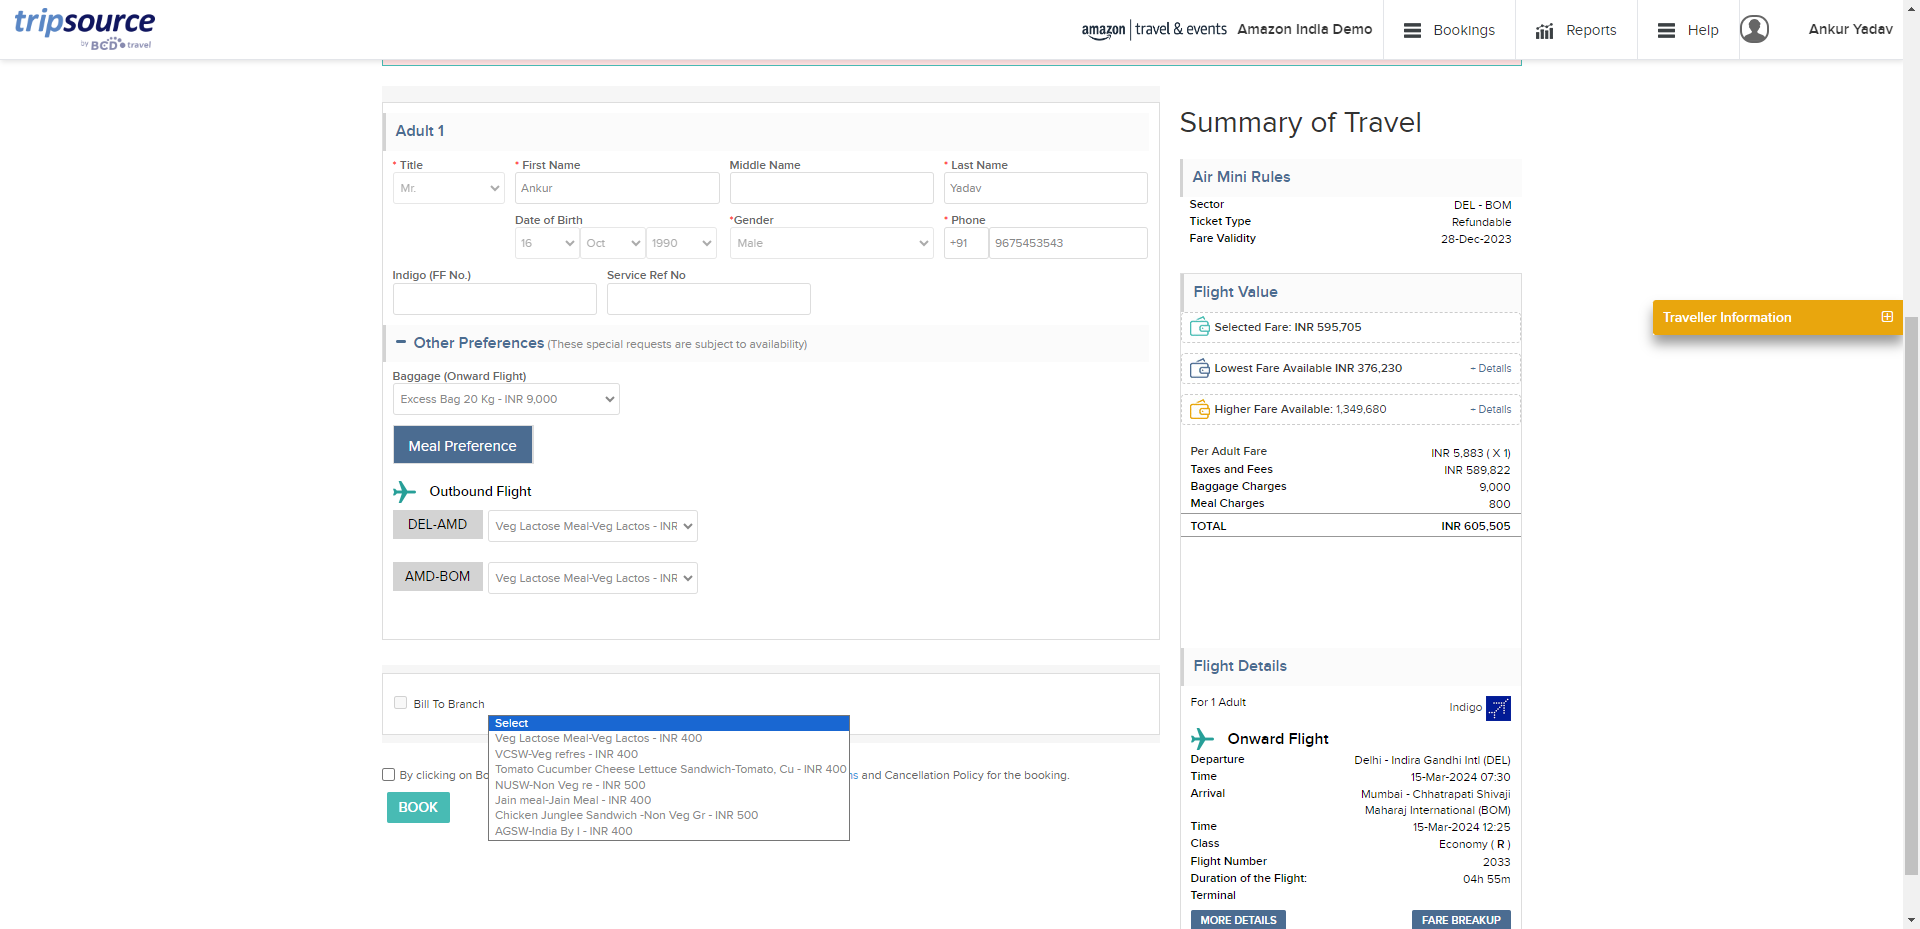 tripsource
by BCD travel
amazon travel & events
Amazon India Demo
Bookings
Reports
Help
Ankur Yadav
Adult 1
* Title
* First Name
Middle Name
* Last Name
Mr.
Ankur
Yadav
Date of Birth
*Gender
* Phone
16
Oct
1990
Male
+91
9675453543
Indigo (FF No.)
Service Ref No
Other Preferences (These special requests are subject to availability)
Baggage (Onward Flight)
Excess Bag 20 Kg - INR 9,000
Meal Preference
Outbound Flight
DEL-AMD
Veg Lactose Meal-Veg Lactos - INR
AMD-BOM
Veg Lactose Meal-Veg Lactos - INR
Bill To Branch
Select
Veg Lactose Meal-Veg Lactos - INR 400
VCSW-Veg refres - INR 400
Tomato Cucumber Cheese Lettuce Sandwich-Tomato, Cu - INR 400
NUSW-Non Veg re - INR 500
Jain meal-Jain Meal - INR 400
Chicken Junglee Sandwich -Non Veg Gr - INR 500
AGSW-India By I - INR 400
By clicking on Bo
and Cancellation Policy for the booking.
BOOK
Summary of Travel
Air Mini Rules
Sector DEL - BOM
Ticket Type Refundable
Fare Validity 28-Dec-2023
Flight Value
Selected Fare: INR 595,705
Lowest Fare Available INR 376,230 + Details
Higher Fare Available: 1,349,680 + Details
Per Adult Fare INR 5,883 ( X 1)
Taxes and Fees INR 589,822
Baggage Charges 9,000
Meal Charges 800
TOTAL INR 605,505
Flight Details
For 1 Adult
Indigo
Onward Flight
Departure Delhi - Indira Gandhi Intl (DEL)
Time 15-Mar-2024 07:30
Arrival Mumbai - Chhatrapati Shivaji
Maharaj International (BOM)
Time 15-Mar-2024 12:25
Class Economy ( R )
Flight Number 2033
Duration of the Flight: 04h 55m
Terminal
MORE DETAILS
FARE BREAKUP
Traveller Information